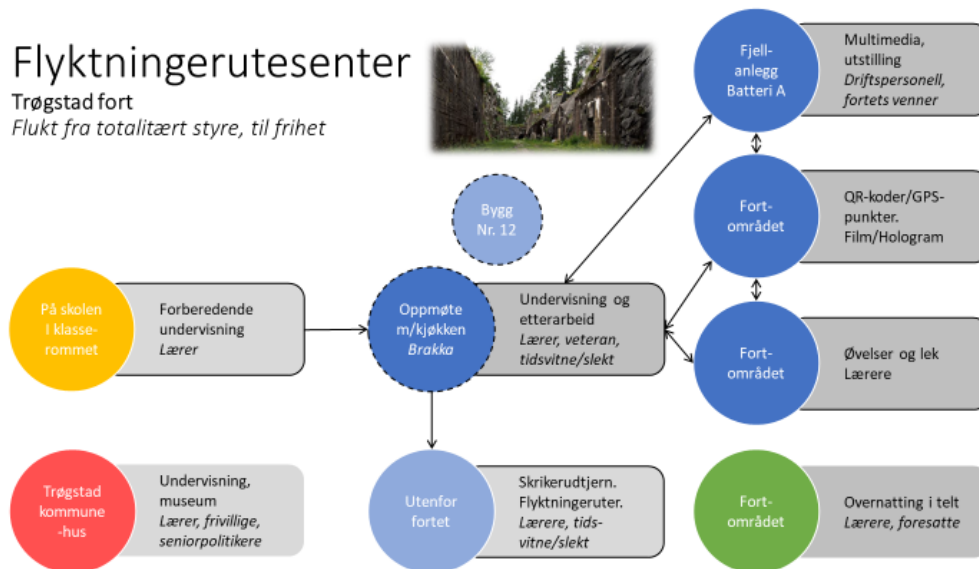 Flyktningerutesenter
Trøgstad fort
Flukt fra totalitært styre, til frihet
Fjell-
anlegg
Batteri A
Multimedia,
utstilling
Driftspersonell,
fortets venner
Bygg
Nr. 12
Fort-
området
QR-koder/GPS-
punkter.
Film/Hologram
På skolen
I klasse-
rommet
Forberedende
undervisning
Lærer
Oppmøte
m/kjøkken
Brakka
Undervisning og
etterarbeid
Lærer, veteran,
tidsvitne/slekt
Fort-
området
Øvelser og lek
Lærere
Trøgstad
kommune
-hus
Undervisning,
museum
Lærer, frivillige,
seniorpolitikere
Utenfor
fortet
Skrikerudtjern.
Flyktningeruter.
Lærere, tids-
vitne/slekt
Fort-
området
Overnatting i telt
Lærere, foresatte